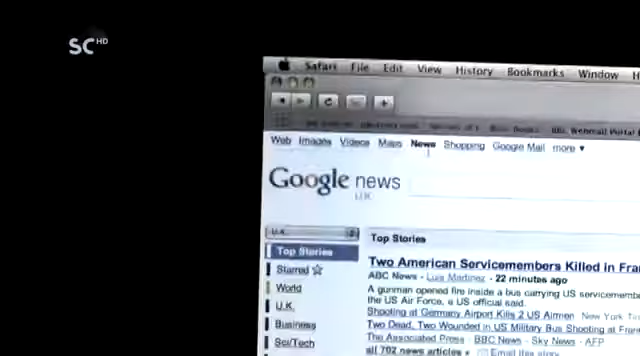 SC HD
Safari File Edit View History Bookmarks Window
Web Images Videos Maps News Shopping Google Mail more ▼
Google news
U.K.
U.K.
Top Stories
Top Stories
Starred ☆
World
U.K.
Business
Sci/Tech
Two American Servicemembers Killed in Fra
ABC News - Luis Martinez - 22 minutes ago
A gunman opened fire inside a bus carrying US servicememb
the US Air Force, a US official said.
Shooting at Germany Airport Kills 2 US Airmen New York Tim
Two Dead, Two Wounded in US Military Bus Shooting at Fran
The Associated Press - BBC News - Sky News - AFP
all 702 news articles » Email this story